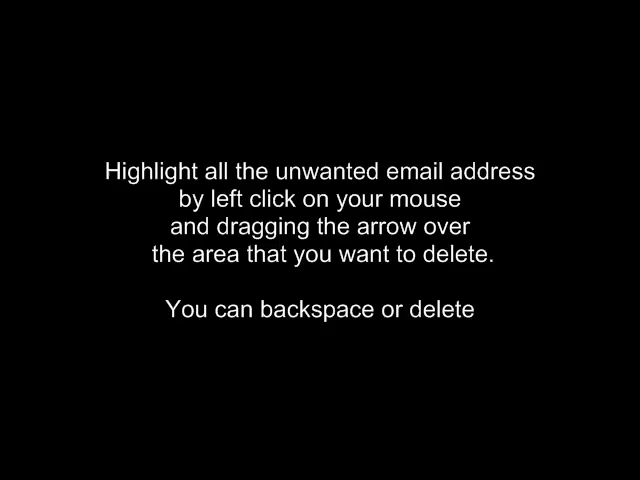 Highlight all the unwanted email address
by left click on your mouse
and dragging the arrow over
the area that you want to delete.
You can backspace or delete